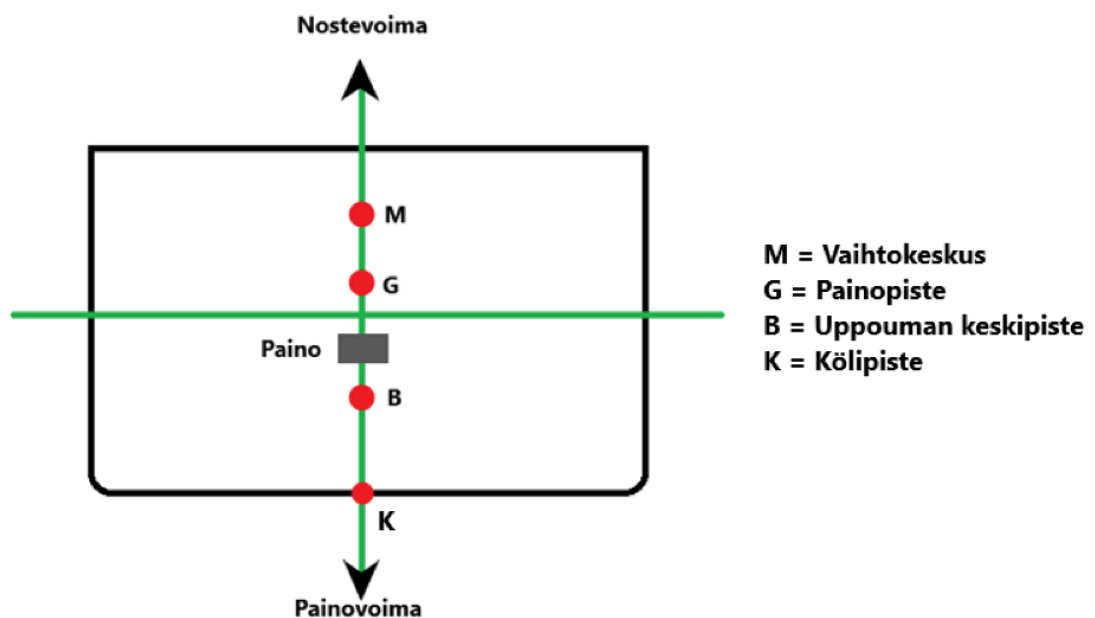 Nostevoima
M
G
Paino
B
K
Painovoima
M = Vaihtokeskus
G = Painopiste
B = Uppouman keskipiste
K = Kölipiste